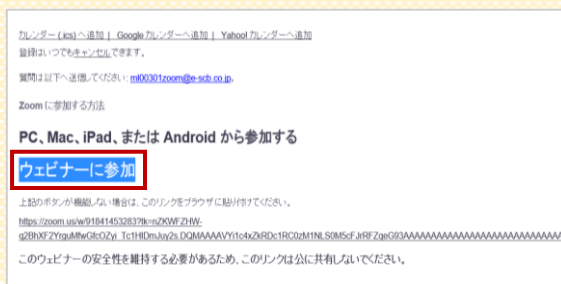 カレンダー (.ics) へ追加 | Google カレンダーへ追加 | Yahoo! カレンダーへ追加
登録はいつでもキャンセルできます。
質問は以下へ送信してください: ml00301zoom@e-scb.co.jp.
Zoom に参加する方法
PC、Mac、iPad、または Android から参加する
ウェビナーに参加
上記のボタンが機能しない場合は、このリンクをブラウザに貼り付けてください。
https://zoom.us/w/91841453283?tk=nZKWFZHW-
このウェビナーの安全性を維持する必要があるため、このリンクは公に共有しないでください。